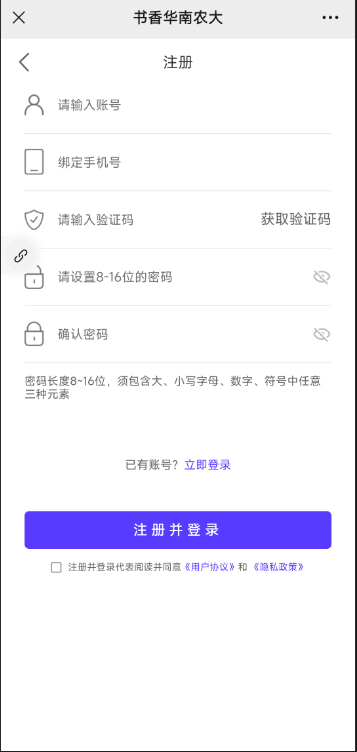 书香华南农大
注册
请输入账号
绑定手机号
请输入验证码 获取验证码
请设置8-16位的密码
确认密码
密码长度8~16位，须包含大、小写字母、数字、符号中任意
三种元素
已有账号？立即登录
注册并登录
注册并登录代表阅读并同意《用户协议》和《隐私政策》